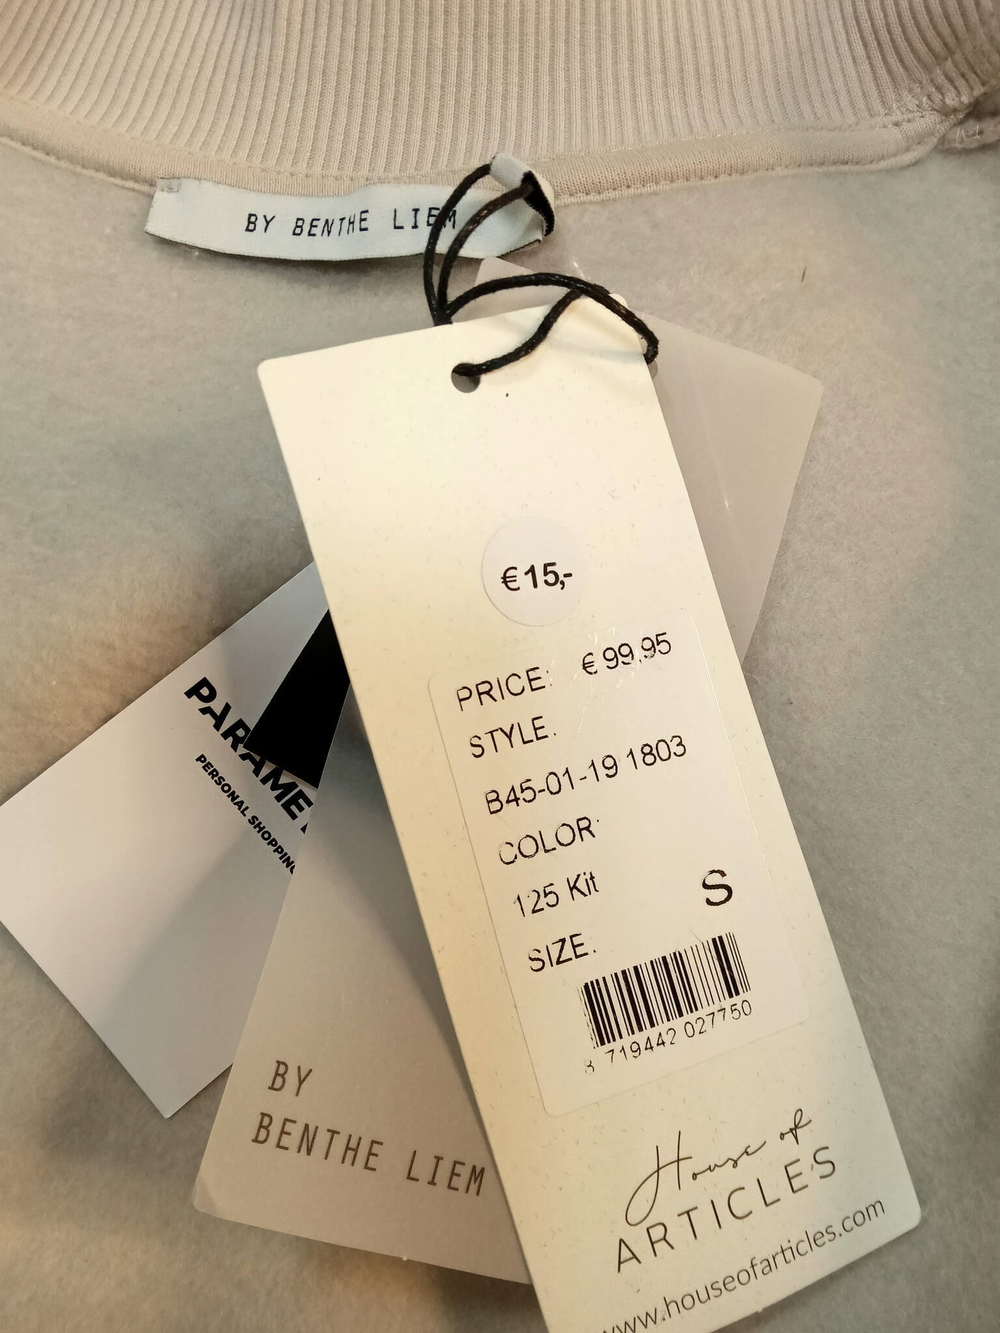 BY BENTHE LIEM
€15,-
PRICE: € 99.95
STYLE.
B45-01-19 1803
COLOR:
125 Kit
SIZE. S
8 719442 027750
House of
ARTICLES
www.houseofarticles.com
PERSONAL SHOPPING
BY
BENTHE LIEM